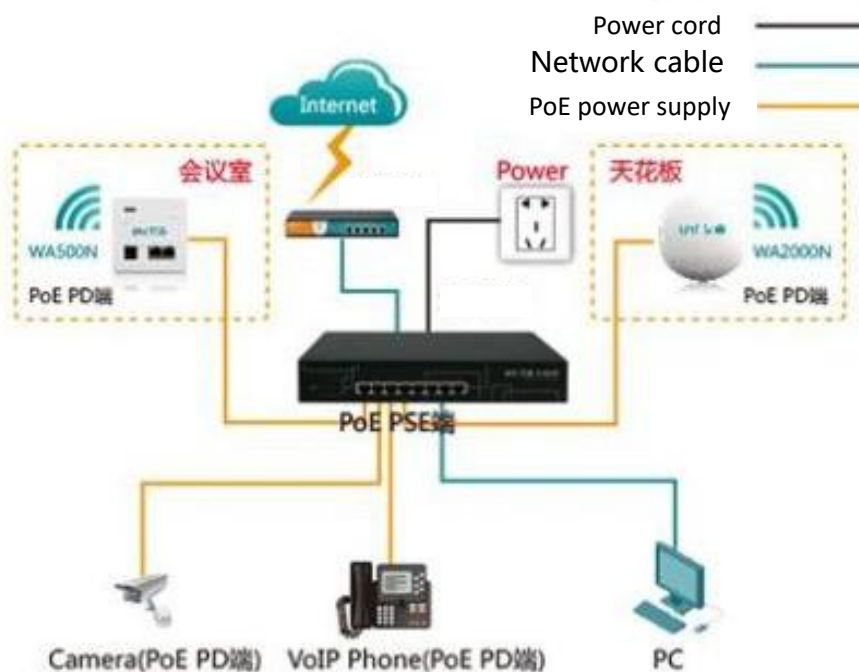 Power cord
Network cable
PoE power supply
Internet
会议室
Power
天花板
WA500N
WA2000N
PoE PD端
PoE PD端
PoE PSE端
Camera(PoE PD端)
VoIP Phone(PoE PD端)
PC